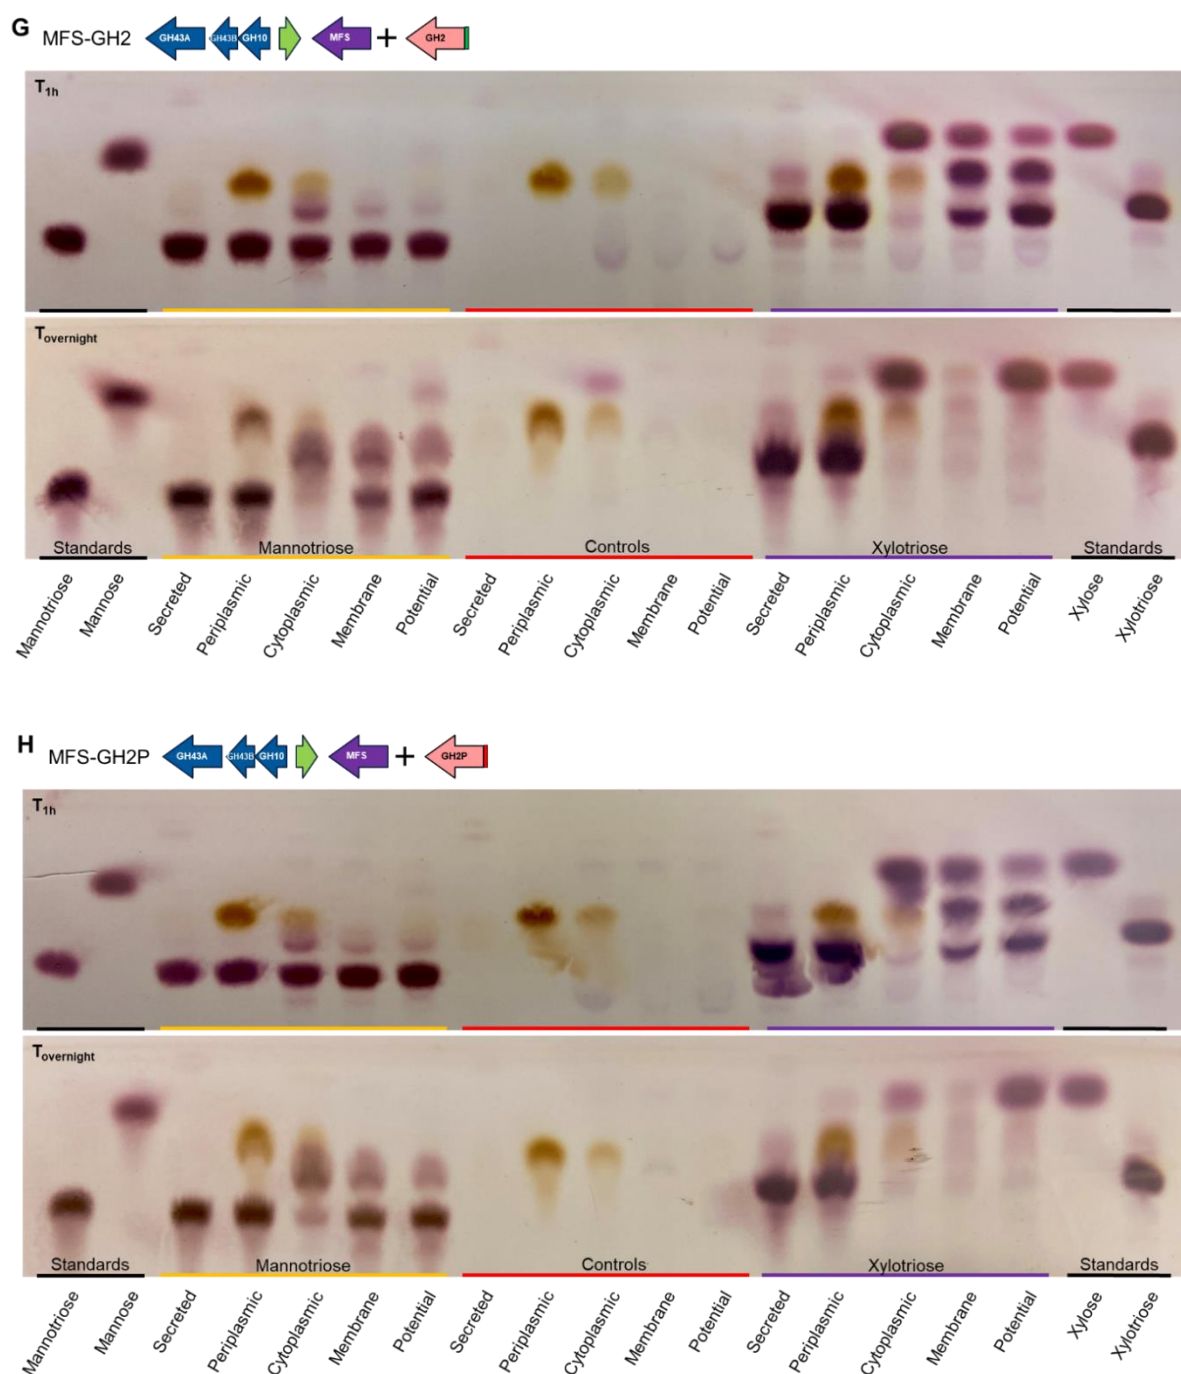 G
MFS-GH2
GH43A GH43B GH10 MFS + GH2
T1h
Tovernight
Standards Mannotriose Controls Xylotriose Standards
Mannotriose Mannose Secreted Periplasmic Cytoplasmic Membrane Potential Secreted Periplasmic Cytoplasmic Membrane Potential Secreted Periplasmic Cytoplasmic Membrane Potential Xylose Xylotriose
H
MFS-GH2P
GH43A GH43B GH10 MFS + GH2P
T1h
Tovernight
Standards Mannotriose Controls Xylotriose Standards
Mannotriose Mannose Secreted Periplasmic Cytoplasmic Membrane Potential Secreted Periplasmic Cytoplasmic Membrane Potential Secreted Periplasmic Cytoplasmic Membrane Potential Xylose Xylotriose